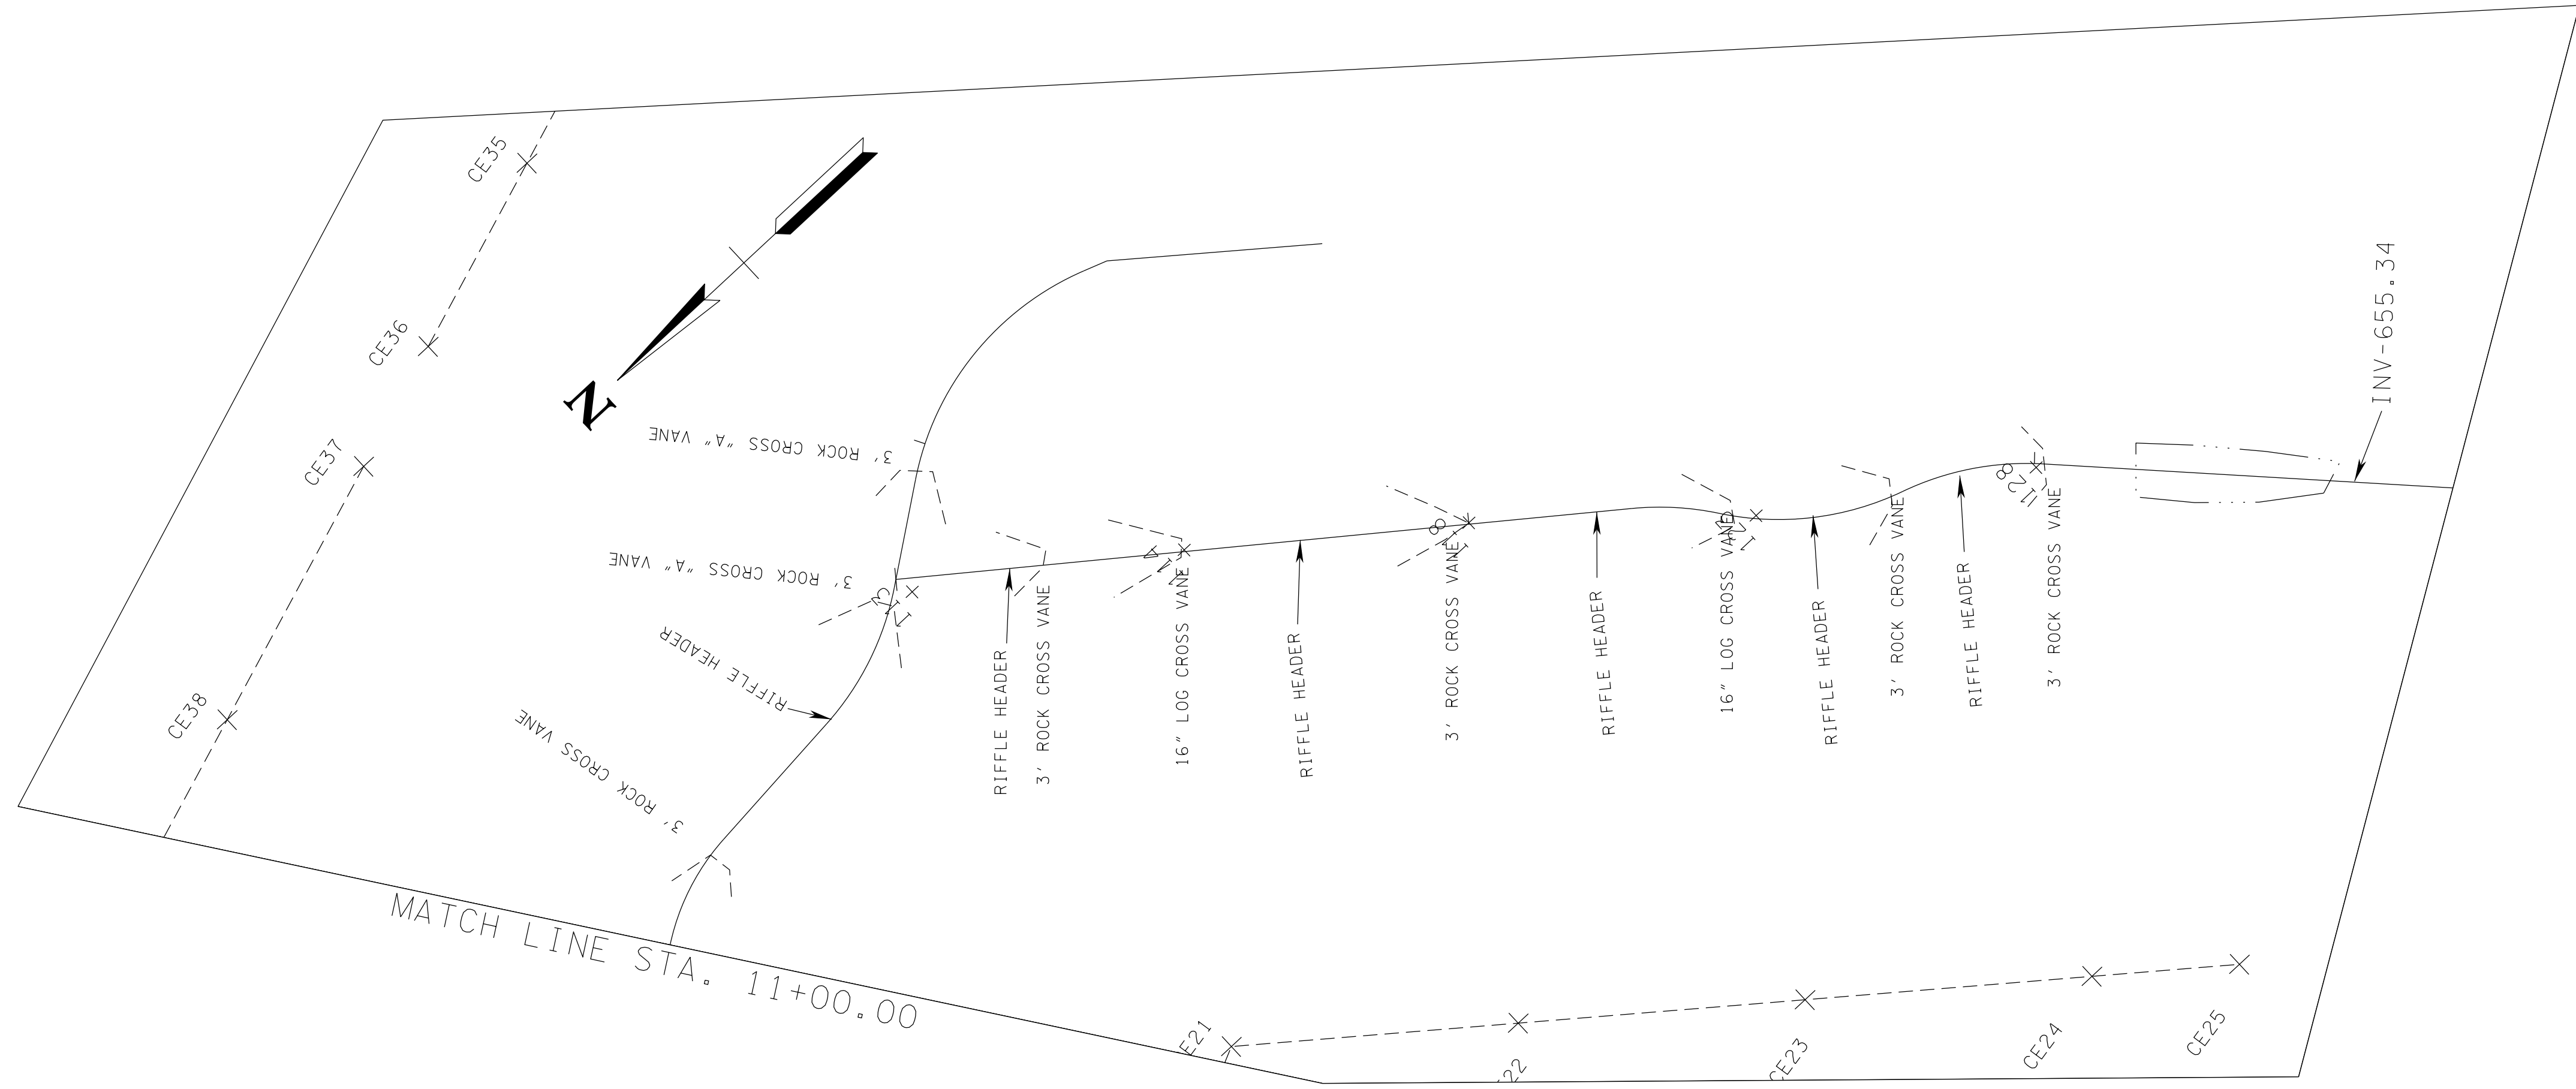 CE35
CE36
CE37
CE38
N
INV-655.34
3' ROCK CROSS "A" VANE
3' ROCK CROSS "A" VANE
RIFFLE HEADER
3' ROCK CROSS VANE
RIFFLE HEADER
3' ROCK CROSS VANE
16" LOG CROSS VANE
RIFFLE HEADER
3' ROCK CROSS VANE
RIFFLE HEADER
16" LOG CROSS VANE
RIFFLE HEADER
3' ROCK CROSS VANE
RIFFLE HEADER
3' ROCK CROSS VANE
1128
MATCH LINE STA. 11+00.00
E21
22
CE23
CE24
CE25